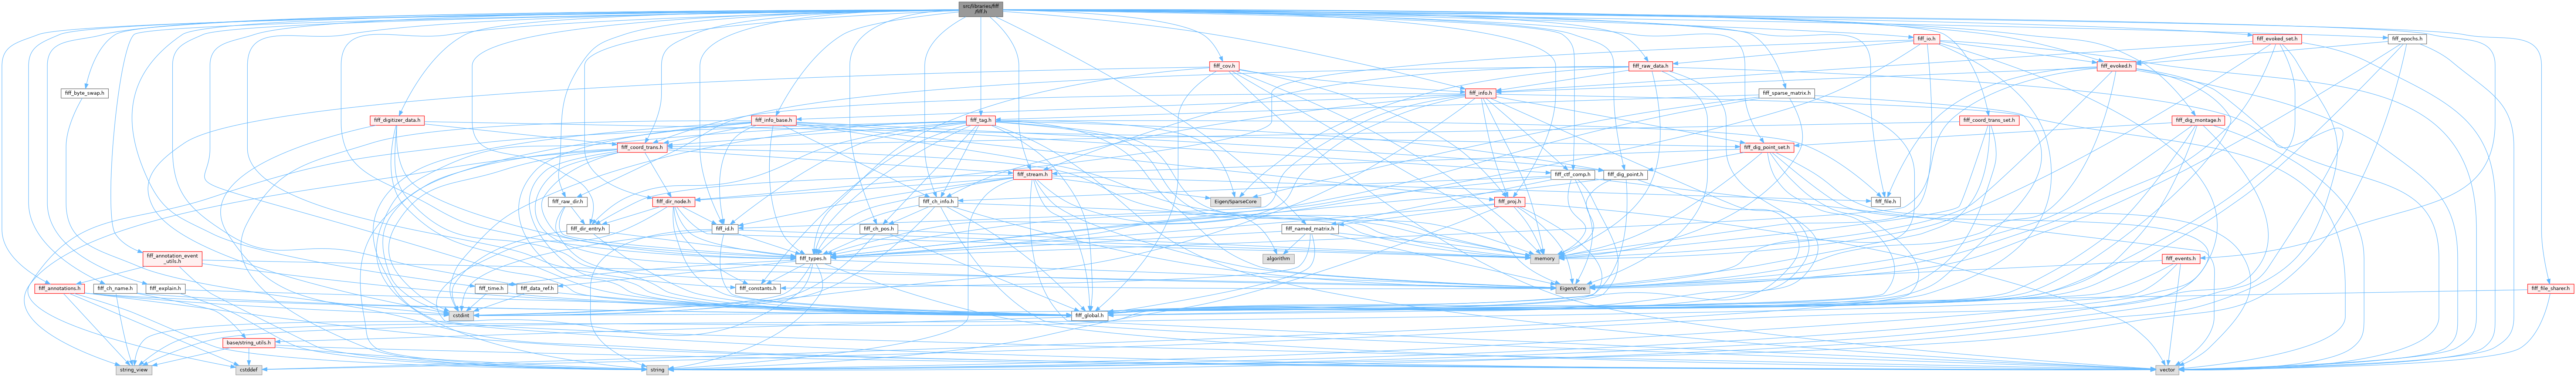 src/libraries/fiff
/fiff.h
fiff_io.h
fiff_evoked_set.h
fiff_epochs.h
fiff_cov.h
fiff_raw_data.h
fiff_evoked.h
fiff_byte_swap.h
fiff_info.h
fiff_sparse_matrix.h
fiff_digitizer_data.h
fiff_info_base.h
fiff_tag.h
fiff_coord_trans_set.h
fiff_dig_montage.h
fiff_coord_trans.h
fiff_dig_point_set.h
fiff_stream.h
fiff_ctf_comp.h
fiff_dig_point.h
fiff_raw_dir.h
fiff_dir_node.h
fiff_ch_info.h
Eigen/SparseCore
fiff_proj.h
fiff_file.h
fiff_dir_entry.h
fiff_id.h
fiff_ch_pos.h
fiff_named_matrix.h
fiff_annotation_event
_utils.h
fiff_types.h
algorithm
memory
fiff_events.h
fiff_annotations.h
fiff_ch_name.h
fiff_explain.h
fiff_time.h
fiff_data_ref.h
fiff_constants.h
Eigen/Core
fiff_file_sharer.h
cstdint
fiff_global.h
base/string_utils.h
string_view
cstddef
string
vector